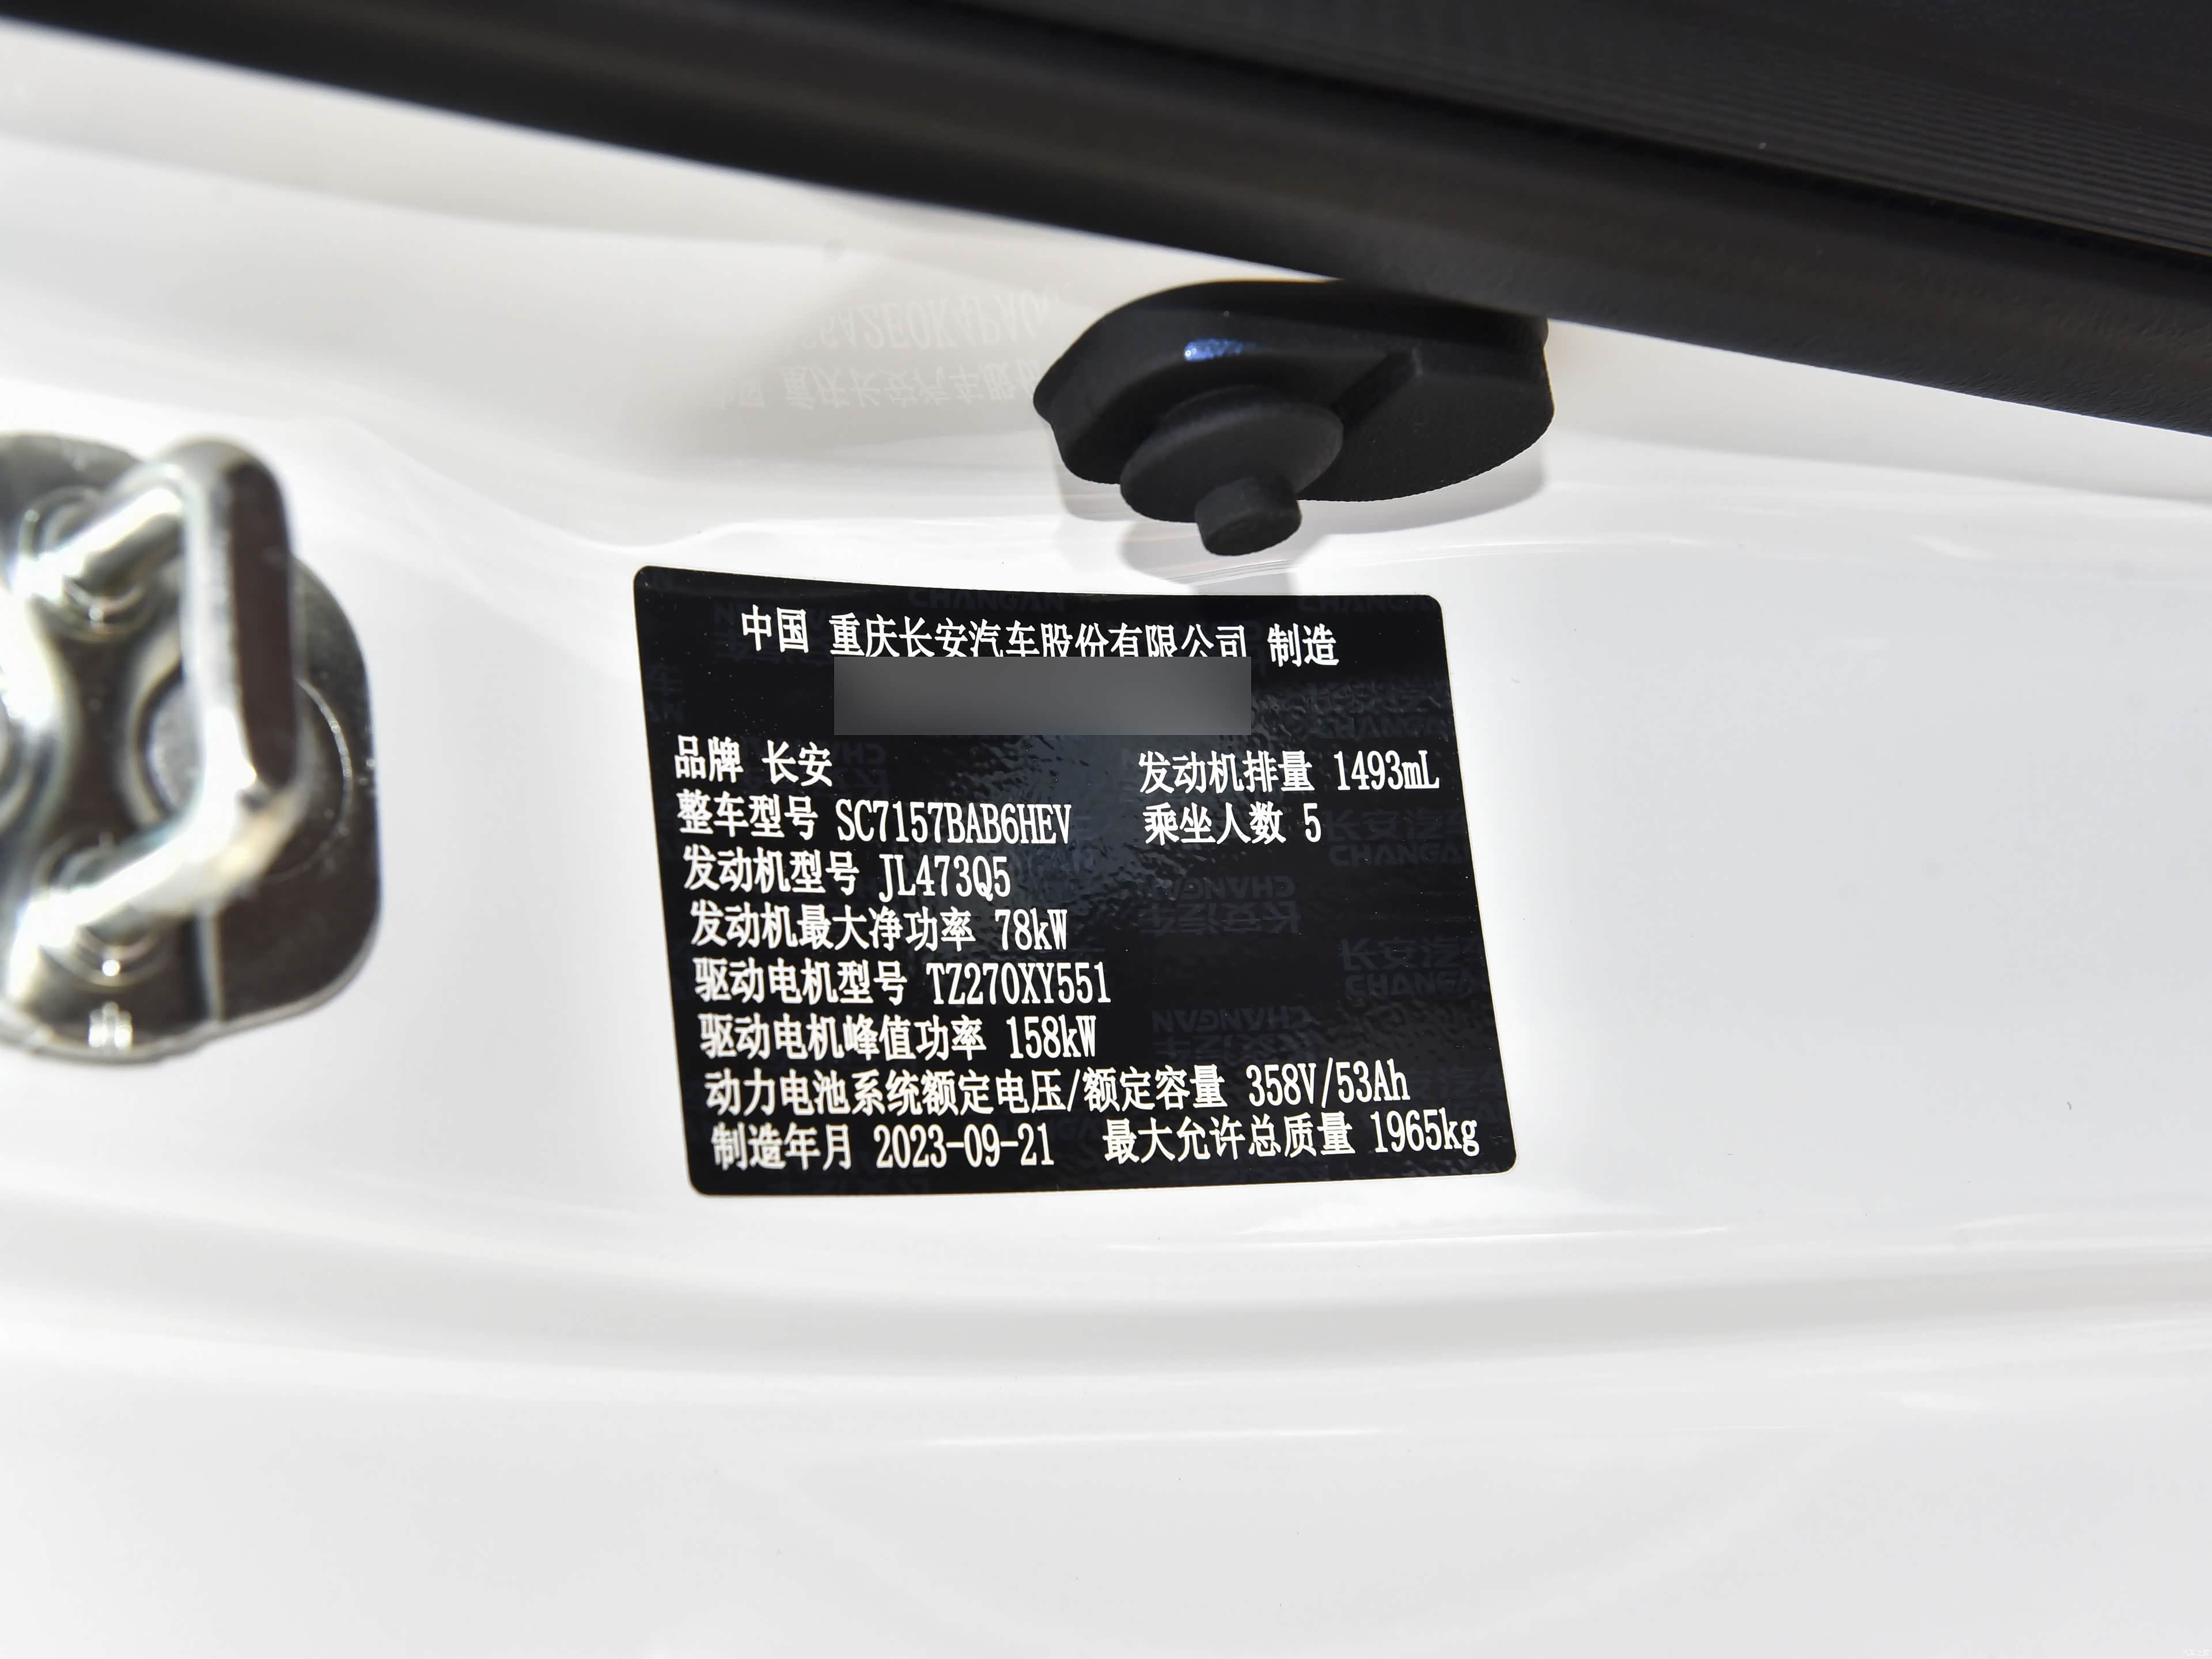 中国 重庆长安汽车股份有限公司 制造
品牌 长安 发动机排量 1493mL
整车型号 SC7157BAB6HEV 乘坐人数 5
发动机型号 JL473Q5
发动机最大净功率 78kW
驱动电机型号 TZ270XY551
驱动电机峰值功率 158kW
动力电池系统额定电压/额定容量 358V/53Ah
制造年月 2023-09-21 最大允许总质量 1965kg